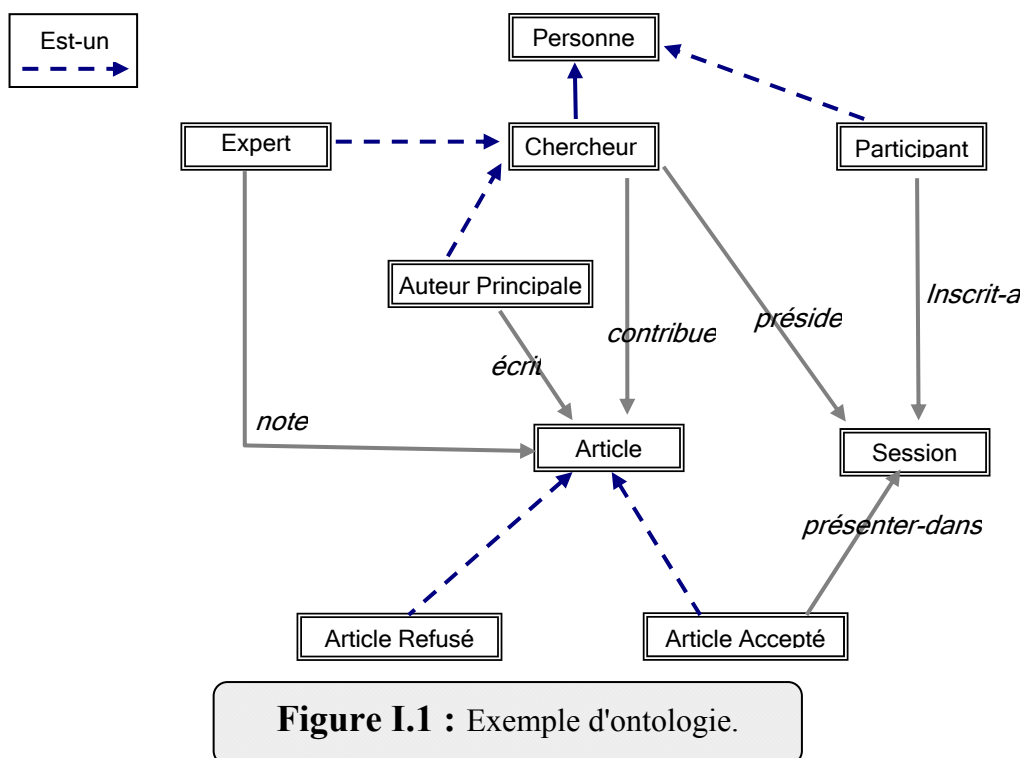 Est-un
Personne
Expert
Chercheur
Participant
Auteur Principale
Inscrit-a
préside
contribue
écrit
note
Article
Session
présenter-dans
Article Refusé
Article Accepté
Figure I.1 : Exemple d'ontologie.